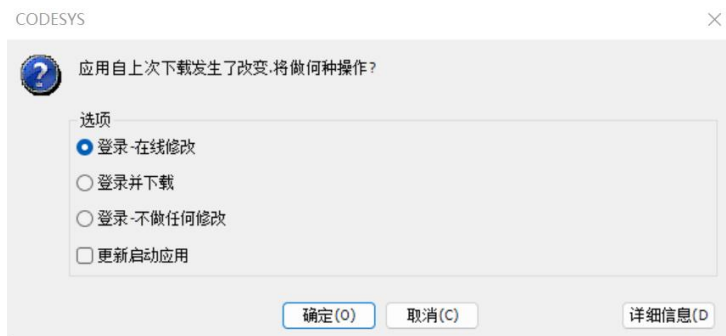 CODESYS
应用自上次下载发生了改变.将做何种操作?
选项
登录-在线修改
登录并下载
登录-不做任何修改
更新启动应用
确定(O) 取消(C) 详细信息(D